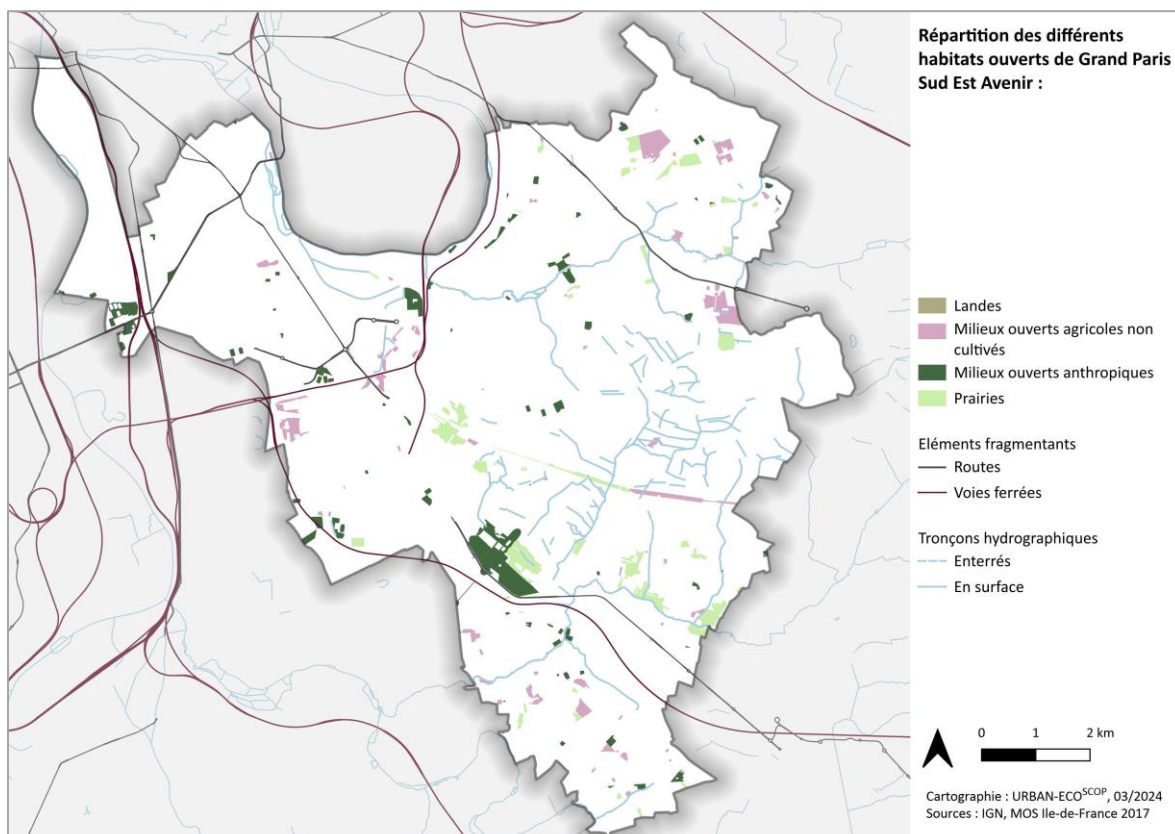 Répartition des différents
habitats ouverts de Grand Paris
Sud Est Avenir :
Landes
Milieux ouverts agricoles non
cultivés
Milieux ouverts anthropiques
Prairies
Eléments fragmentants
Routes
Voies ferrées
Tronçons hydrographiques
Enterrés
En surface
0 1 2 km
Cartographie : URBAN-ECOSCOP, 03/2024
Sources : IGN, MOS Ile-de-France 2017